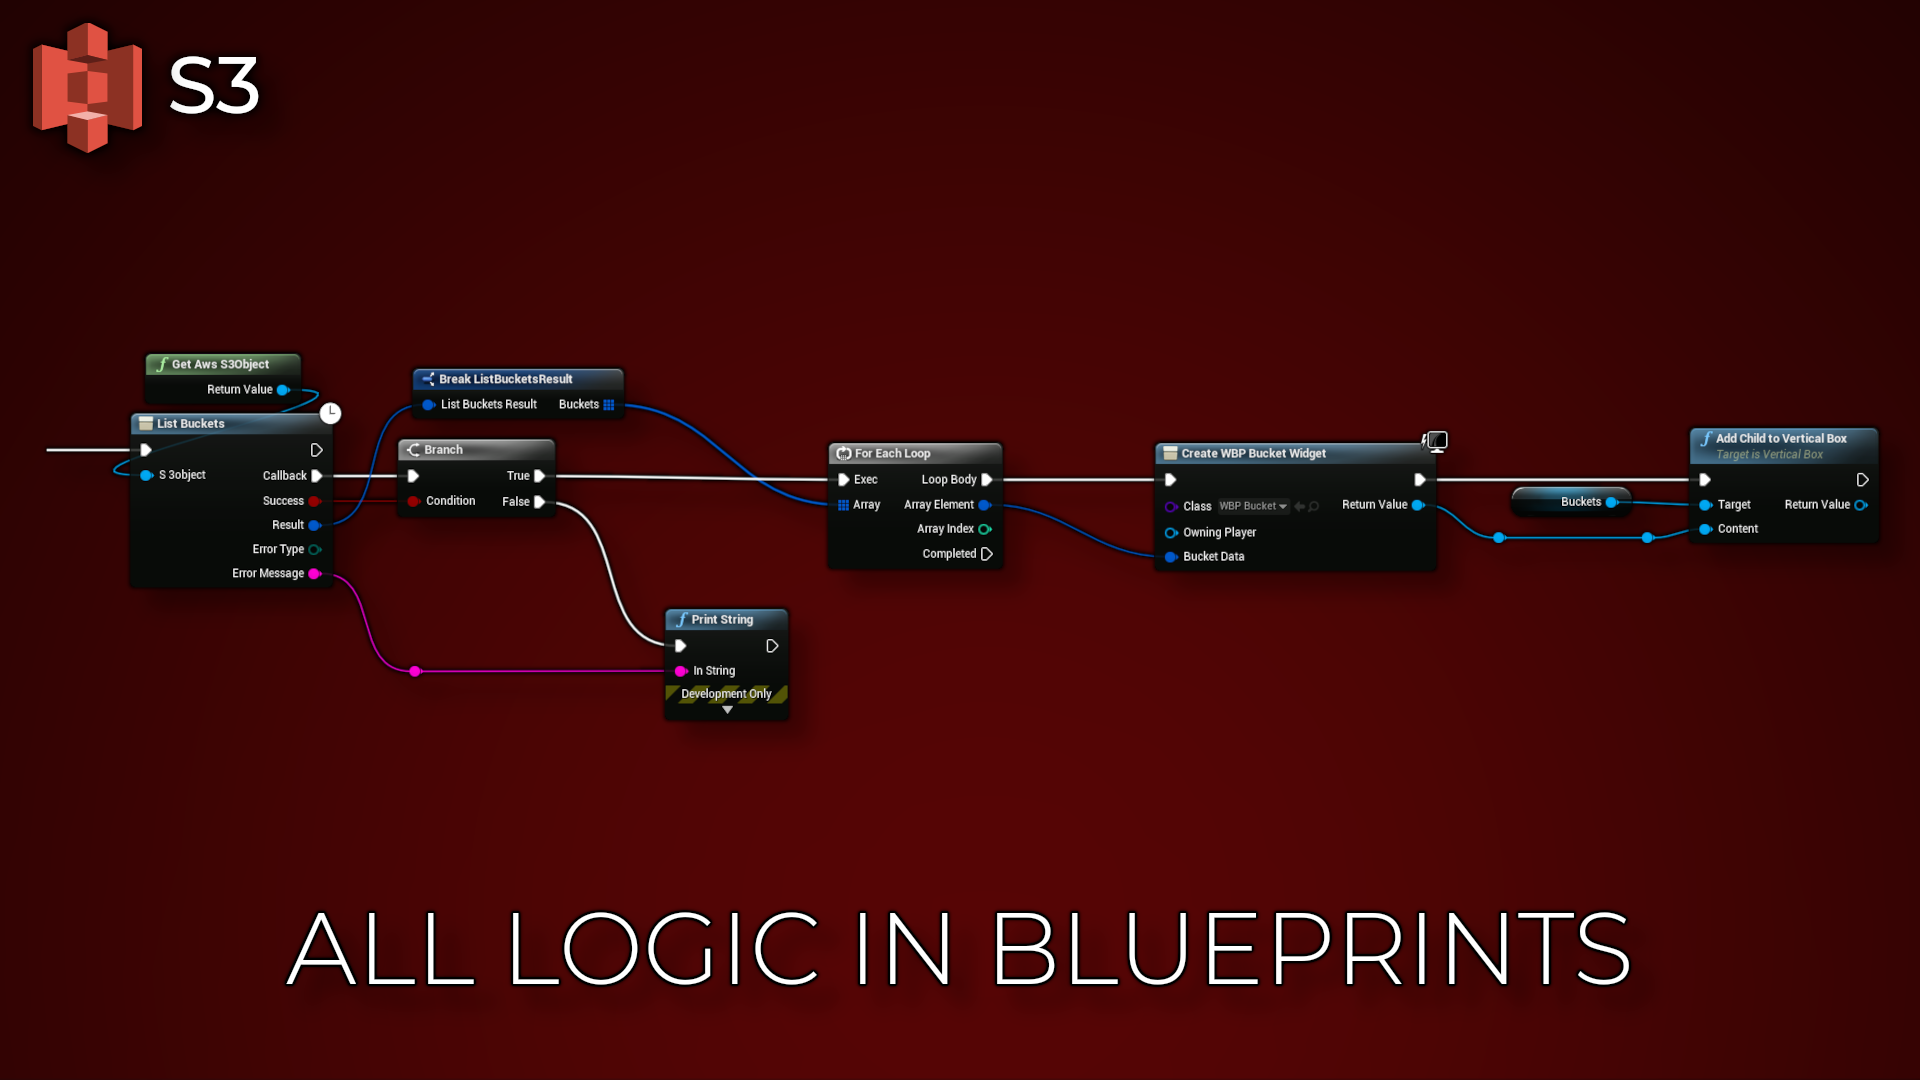 S3
Get Aws S3Object
Return Value
List Buckets
S 3object
Callback
Success
Result
Error Type
Error Message
Break ListBucketsResult
List Buckets Result Buckets
Branch
True
Condition False
Print String
In String
Development Only
For Each Loop
Exec Loop Body
Array Array Element
Array Index
Completed
Create WBP Bucket Widget
Class WBP Bucket Return Value
Owning Player
Bucket Data
Buckets
Add Child to Vertical Box
Target is Vertical Box
Target Return Value
Content
ALL LOGIC IN BLUEPRINTS